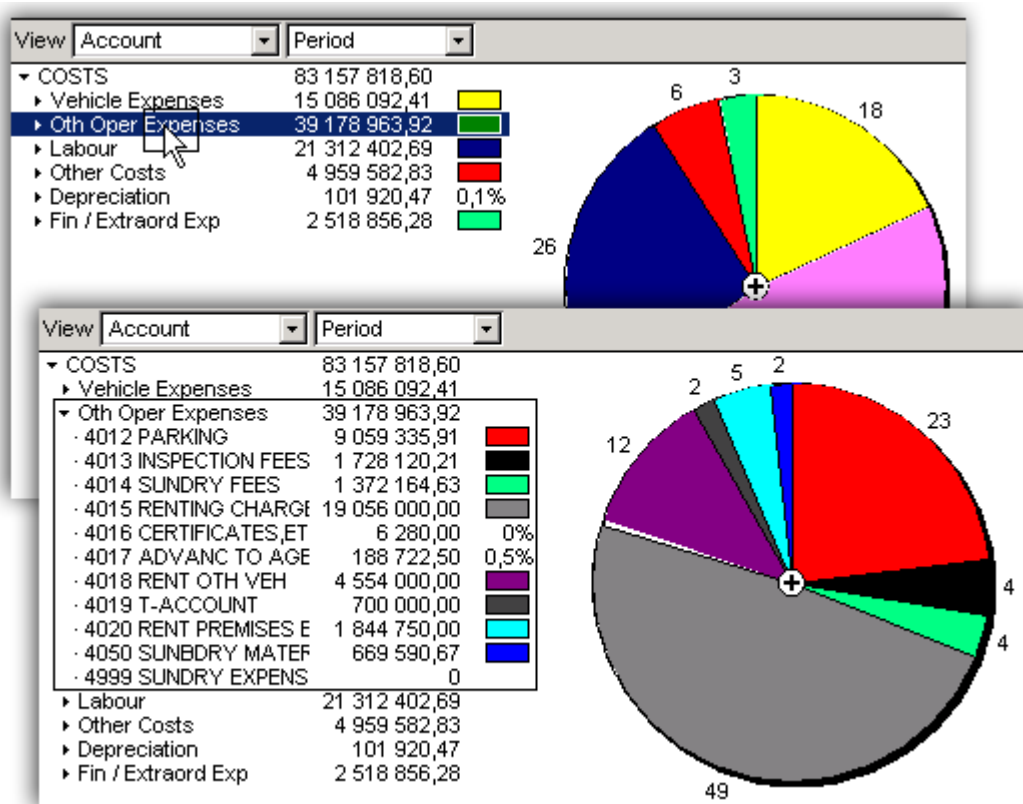 View Account Period
COSTS 83 157 818,60
Vehicle Expenses 15 086 092,41
Oth Oper Expenses 39 178 963,92
Labour 21 312 402,69
Other Costs 4 959 582,83
Depreciation 101 920,47 0,1%
Fin / Extraord Exp 2 518 856,28
3
6
18
26
View Account Period
COSTS 83 157 818,60
Vehicle Expenses 15 086 092,41
Oth Oper Expenses 39 178 963,92
4012 PARKING 9 059 335,91
4013 INSPECTION FEES 1 728 120,21
4014 SUNDRY FEES 1 372 164,63
4015 RENTING CHARGE 19 056 000,00
4016 CERTIFICATES,ET 6 280,00 0%
4017 ADVANC TO AGE 188 722,50 0,5%
4018 RENT OTH VEH 4 554 000,00
4019 T-ACCOUNT 700 000,00
4020 RENT PREMISES E 1 844 750,00
4050 SUNBDRY MATER 669 590,67
4999 SUNDRY EXPENS 0
Labour 21 312 402,69
Other Costs 4 959 582,83
Depreciation 101 920,47
Fin / Extraord Exp 2 518 856,28
2
5
2
23
12
4
4
49